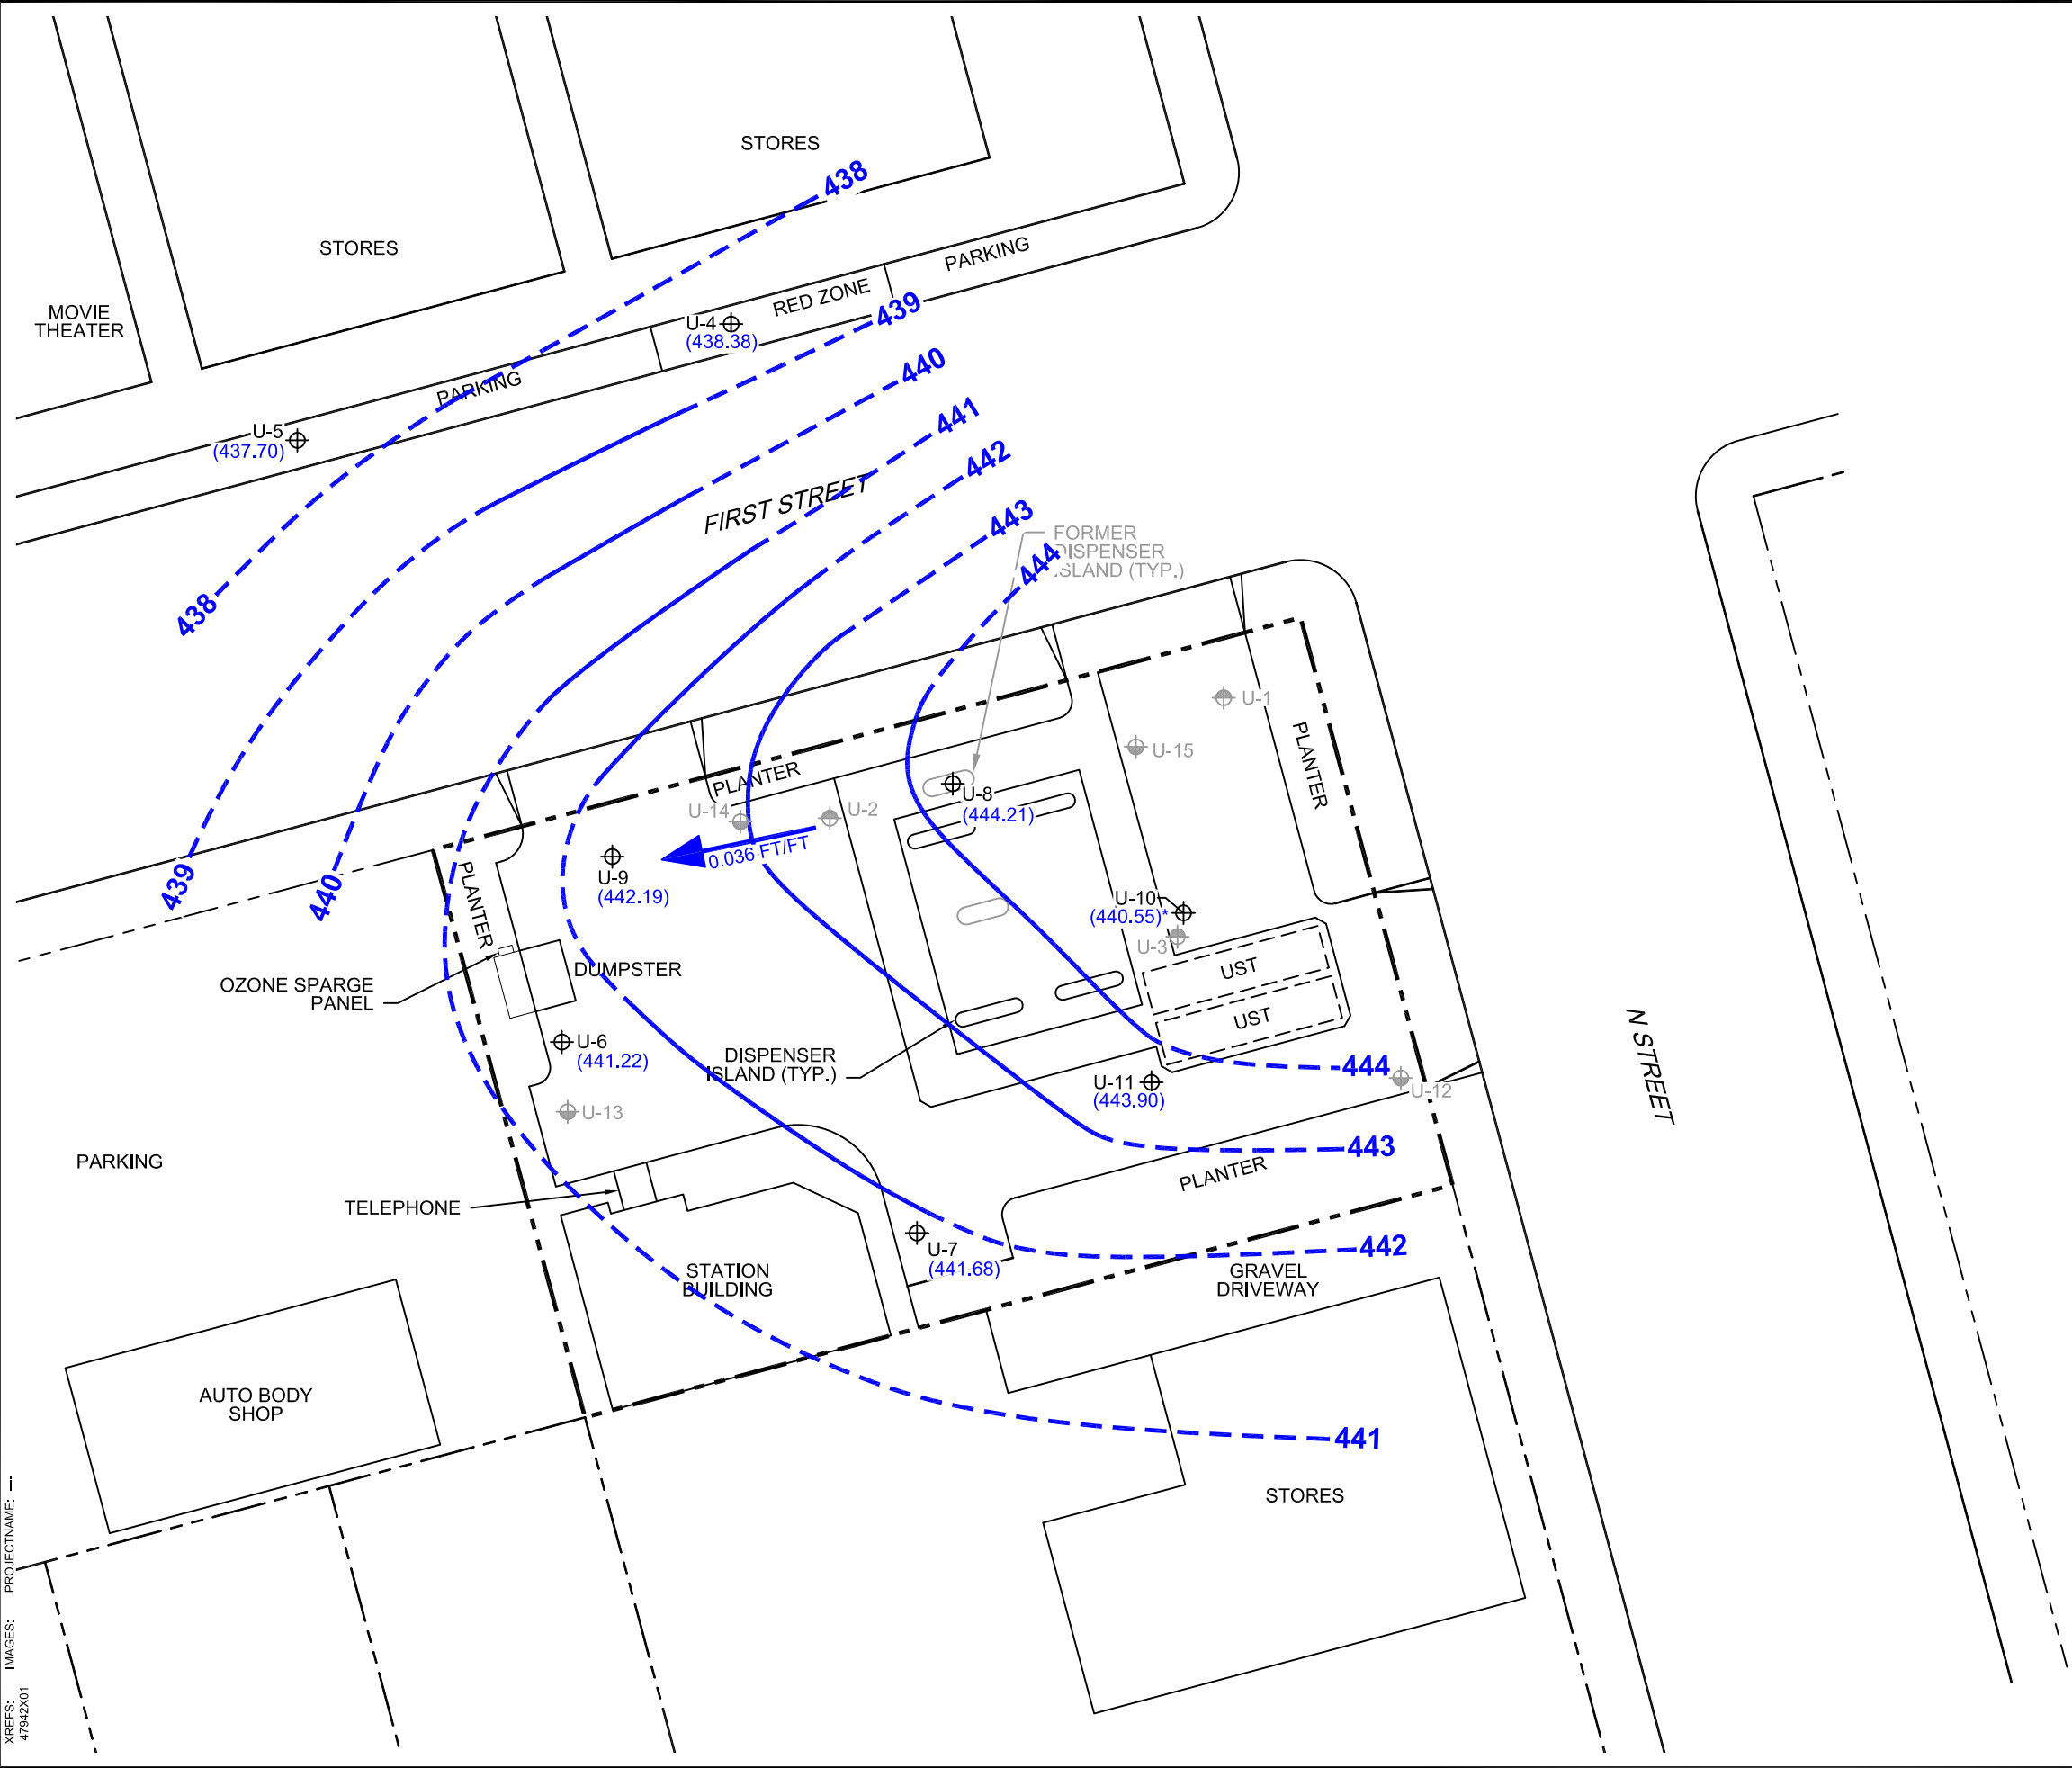 438
STORES
STORES
MOVIE
THEATER
PARKING
RED ZONE
439
U-4
(438.38)
PARKING
440
441
U-5
(437.70)
442
FIRST STREET
443
FORMER
DISPENSER
ISLAND (TYP.)
444
438
U-1
U-15
PLANTER
PLANTER
U-14
U-2
U-8
(444.21)
0.036 FT/FT
U-9
(442.19)
439
440
PLANTER
U-10
(440.55)*
U-3
UST
UST
OZONE SPARGE
PANEL
DUMPSTER
U-6
(441.22)
DISPENSER
ISLAND (TYP.)
444
U-11
(443.90)
U-12
N STREET
U-13
443
PARKING
PLANTER
TELEPHONE
U-7
(441.68)
442
STATION
BUILDING
GRAVEL
DRIVEWAY
AUTO BODY
SHOP
441
STORES
XREFS: IMAGES: PROJECTNAME: ---
47942X01